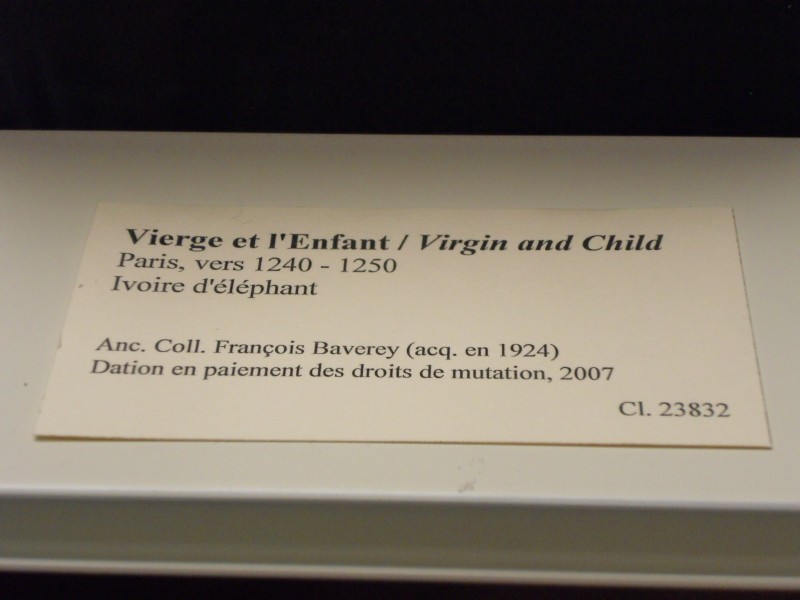 Vierge et l'Enfant / Virgin and Child
Paris, vers 1240 - 1250
Ivoire d'éléphant
Anc. Coll. François Baverey (acq. en 1924)
Dation en paiement des droits de mutation, 2007
Cl. 23832